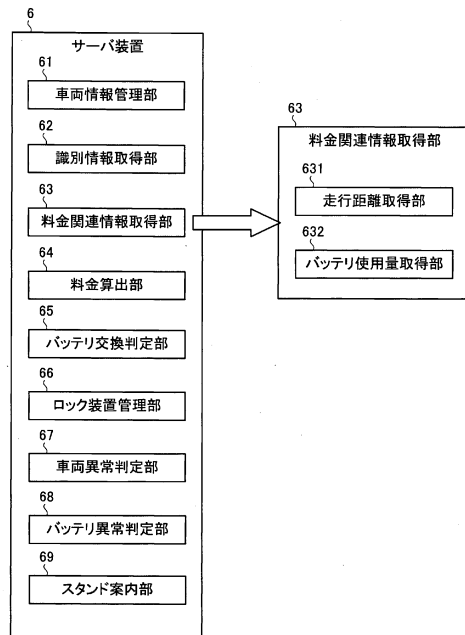 6
サーバ装置
61
車両情報管理部
62
識別情報取得部
63
料金関連情報取得部
64
料金算出部
65
バッテリ交換判定部
66
ロック装置管理部
67
車両異常判定部
68
バッテリ異常判定部
69
スタンド案内部
63
料金関連情報取得部
631
走行距離取得部
632
バッテリ使用量取得部